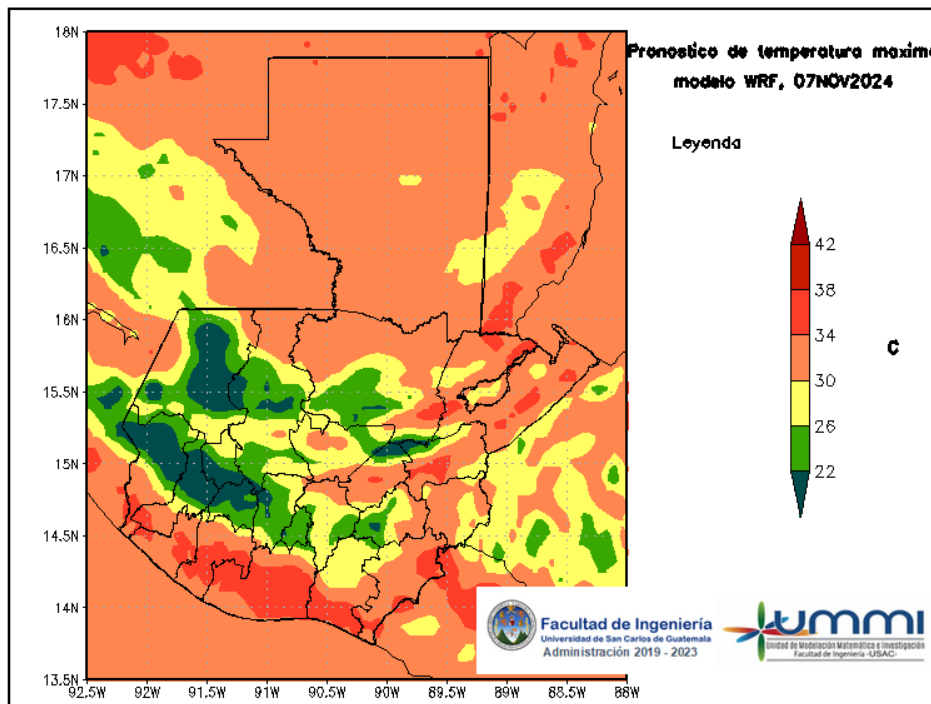 Pronostico de temperatura maxima
modelo WRF, 07NOV2024
Leyenda
42
38
34
30
26
22
C
18N
17.5N
17N
16.5N
16N
15.5N
15N
14.5N
14N
13.5N
92.5W 92W 91.5W 91W 90.5W 90W 89.5W 89W 88.5W 88W
Facultad de Ingeniería
Universidad de San Carlos de Guatemala
Administración 2019 - 2023
UMMI
Unidad de Modelación Matemática e Investigación
Facultad de Ingeniería -USAC-